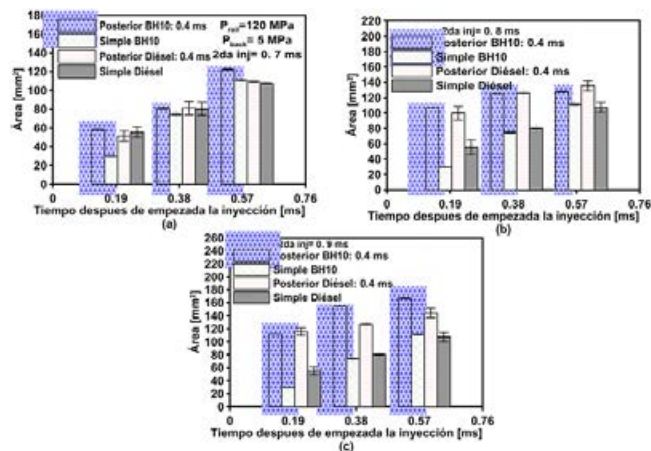 180
160
140
120
100
80
60
40
20
0
Área [mm²]
Posterior BH10: 0.4 ms
Simple BH10
Posterior Diésel: 0.4 ms
Simple Diésel
P_rail=120 MPa
P_back= 5 MPa
2da inj= 0. 7 ms
0 0.19 0.38 0.57 0.76
Tiempo despues de empezada la inyección [ms]
(a)
220
200
180
160
140
120
100
80
60
40
20
0
Área [mm²]
2da inj= 0. 8 ms
Posterior BH10: 0.4 ms
Simple BH10
Posterior Diésel: 0.4 ms
Simple Diésel
0 0.19 0.38 0.57 0.76
Tiempo despues de empezada la inyección [ms]
(b)
260
240
220
200
180
160
140
120
100
80
60
40
20
0
Área [mm²]
2da inj= 0. 9 ms
Posterior BH10: 0.4 ms
Simple BH10
Posterior Diésel: 0.4 ms
Simple Diésel
0 0.19 0.38 0.57 0.76
Tiempo despues de empezada la inyección [ms]
(c)